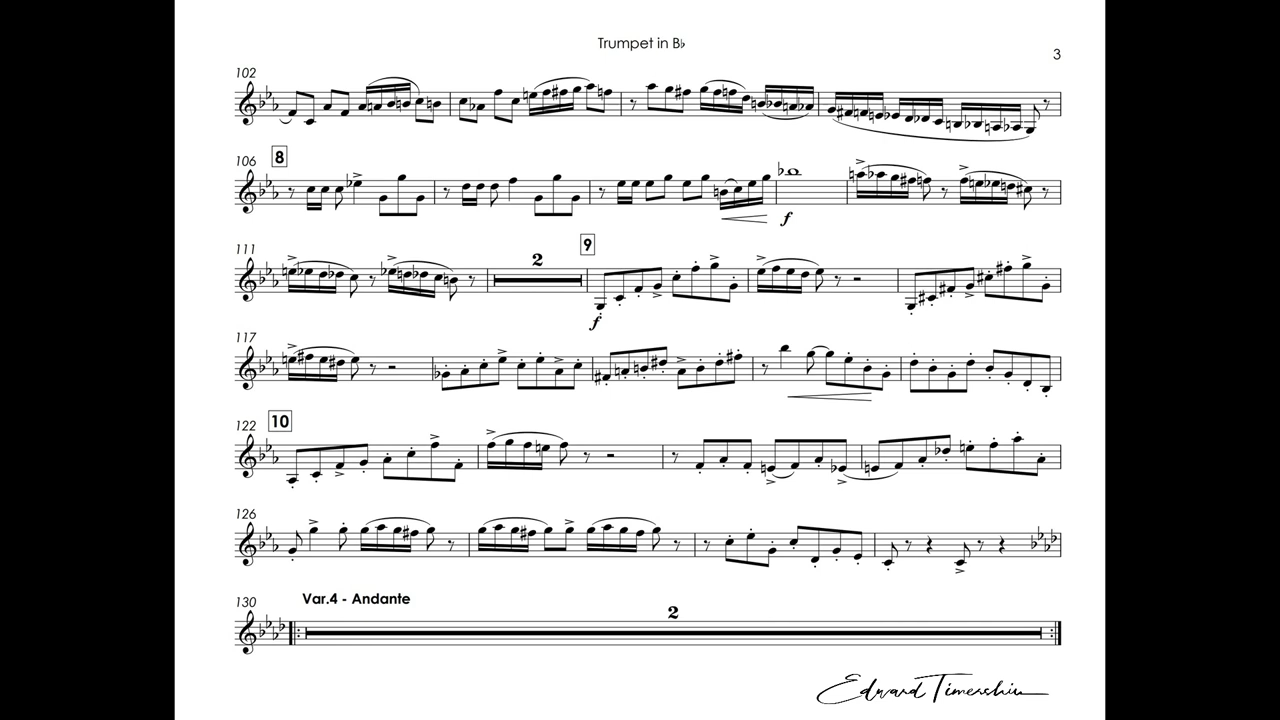 Trumpet in B♭
3
102
106
8
f
111
2
9
f
117
122
10
126
130
Var.4 - Andante
2
Edward Timershin